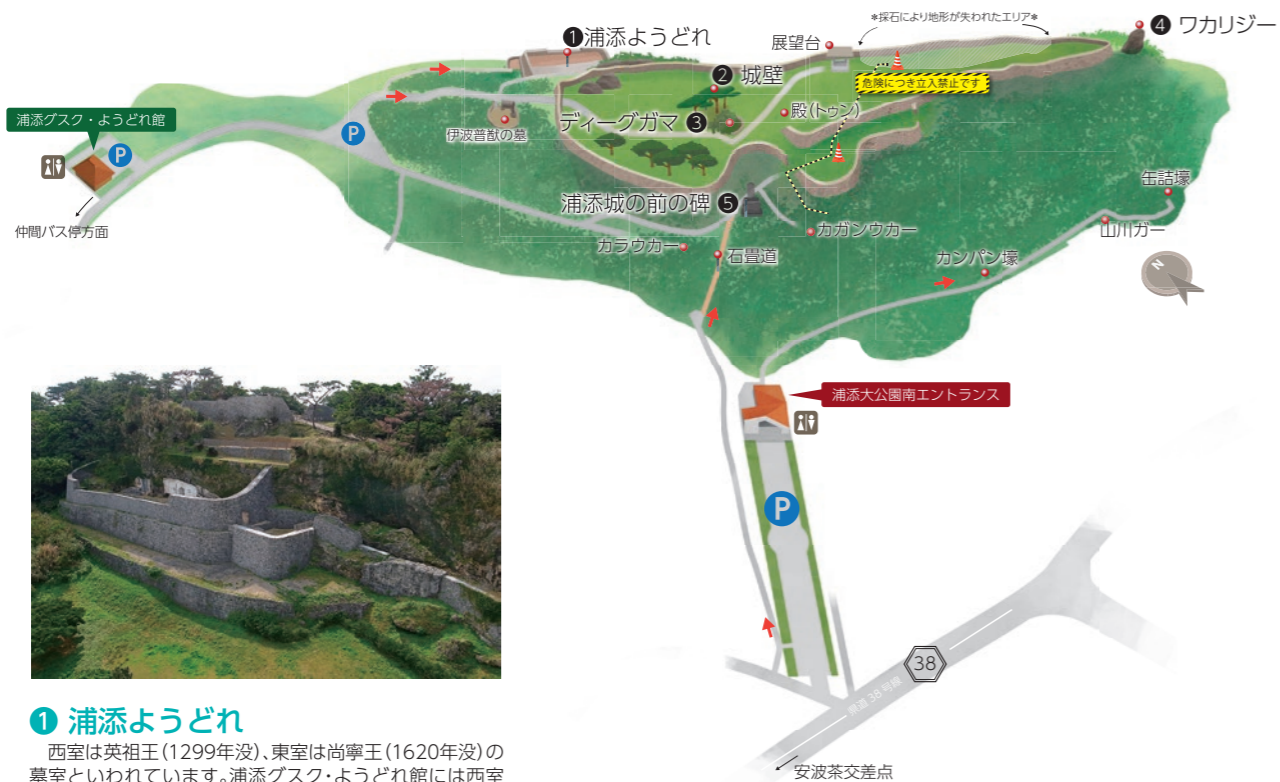 *採石により地形が失われたエリア*
❹ ワカリジー
❶浦添ようどれ
展望台
❷ 城壁
危険につき立入禁止です
浦添グスク・ようどれ館
P
P
伊波普猷の墓
ディーグガマ ❸
殿(トゥン)
仲間バス停方面
浦添城の前の碑 ❺
カラウカー
石畳道
カガンウカー
缶詰壕
山川ガー
カンパン壕
N
浦添大公園南エントランス
P
38
県道38号線
安波茶交差点
❶ 浦添ようどれ
西室は英祖王(1299年没)、東室は尚寧王(1620年没)の
墓室といわれています。浦添グスク・ようどれ館には西室